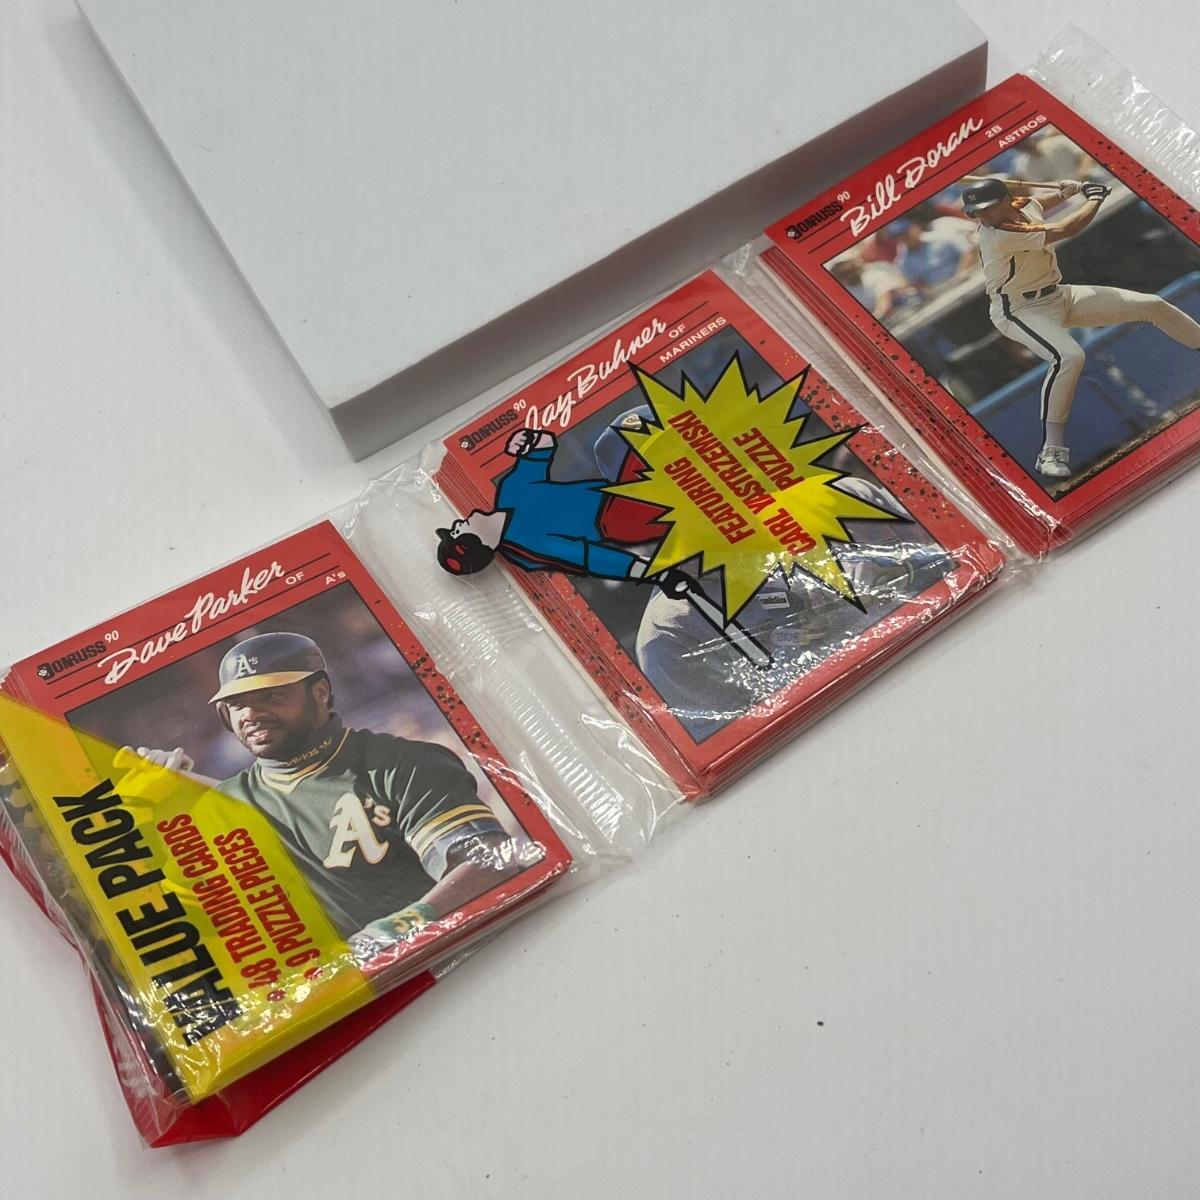 DONRUSS 90
Bill Doran
2B
ASTROS
DONRUSS 90
Jay Buhner
OF
MARINERS
FEATURING
CARL YASTRZEMSKI
PUZZLE
DONRUSS 90
Dave Parker
OF
A's
A's
adidas
A's
VALUE PACK
• 48 TRADING CARDS
• 9 PUZZLE PIECES